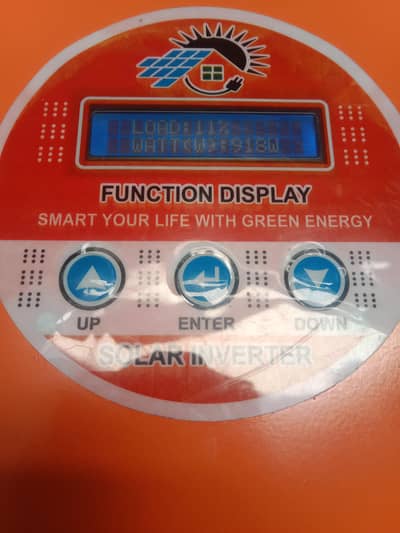 LOAD:11%
WATT(W):918W
FUNCTION DISPLAY
SMART YOUR LIFE WITH GREEN ENERGY
UP ENTER DOWN
SOLAR INVERTER